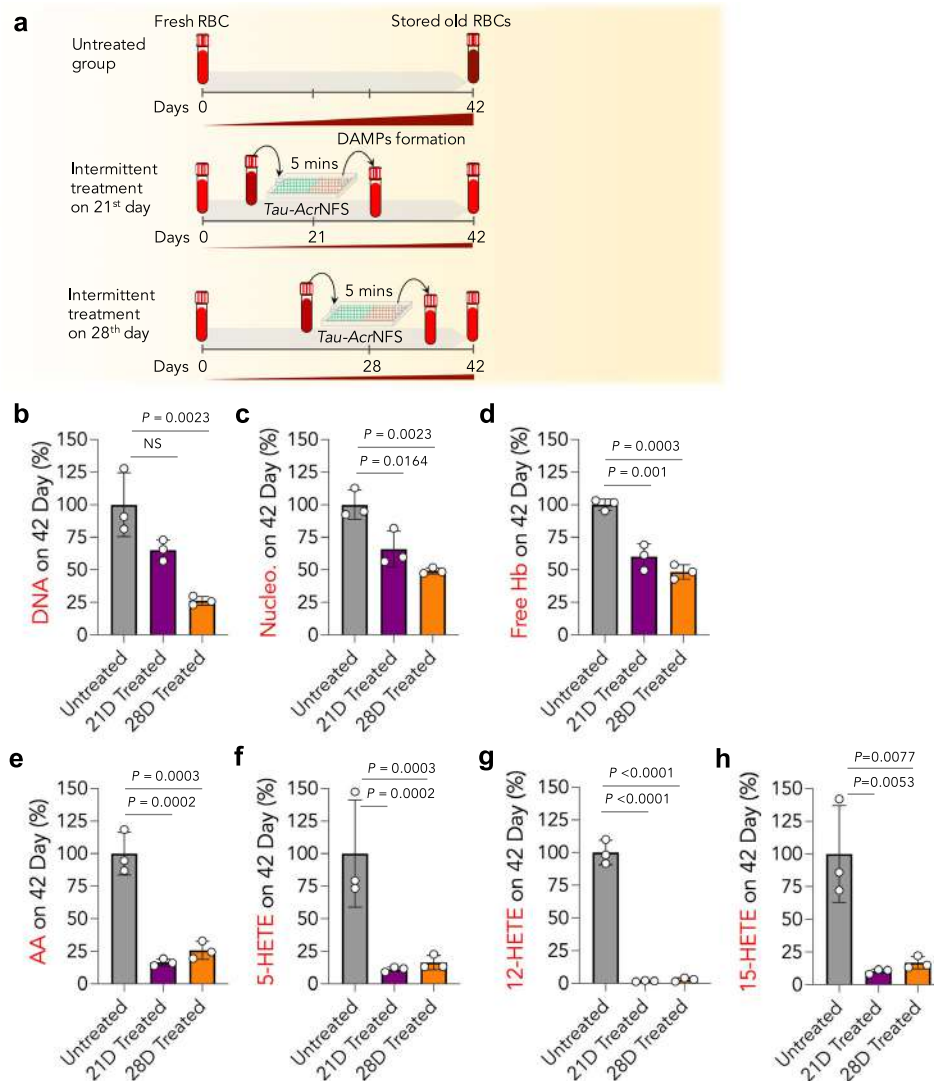 a
Fresh RBC
Stored old RBCs
Untreated
group
Days
0
42
DAMPs formation
Intermittent
treatment
on 21st day
5 mins
Tau-AcrNFS
Days
0
21
42
Intermittent
treatment
on 28th day
5 mins
Tau-AcrNFS
Days
0
28
42
b
DNA on 42 Day (%)
P = 0.0023
NS
150
125
100
75
50
25
0
Untreated
21D Treated
28D Treated
c
Nucleo. on 42 Day (%)
P = 0.0023
P = 0.0164
150
125
100
75
50
25
0
Untreated
21D Treated
28D Treated
d
Free Hb on 42 Day (%)
P = 0.0003
P = 0.001
150
125
100
75
50
25
0
Untreated
21D Treated
28D Treated
e
AA on 42 Day (%)
P = 0.0003
P = 0.0002
150
125
100
75
50
25
0
Untreated
21D Treated
28D Treated
f
5-HETE on 42 Day (%)
P = 0.0003
P = 0.0002
150
125
100
75
50
25
0
Untreated
21D Treated
28D Treated
g
12-HETE on 42 Day (%)
P <0.0001
P <0.0001
150
125
100
75
50
25
0
Untreated
21D Treated
28D Treated
h
15-HETE on 42 Day (%)
P=0.0077
P=0.0053
150
125
100
75
50
25
0
Untreated
21D Treated
28D Treated